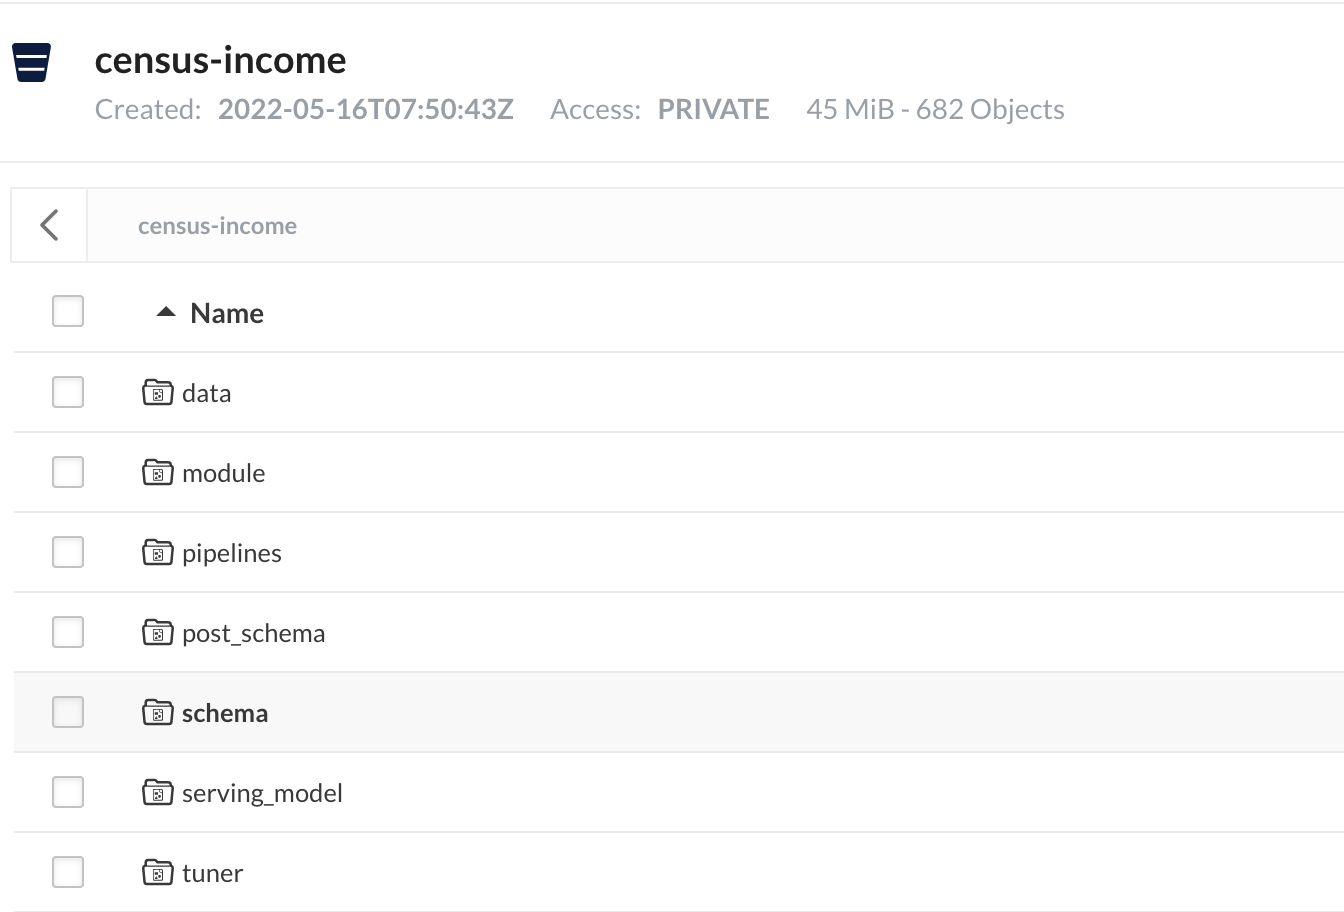 census-income
Created: 2022-05-16T07:50:43Z Access: PRIVATE 45 MiB - 682 Objects
census-income
Name
data
module
pipelines
post_schema
schema
serving_model
tuner